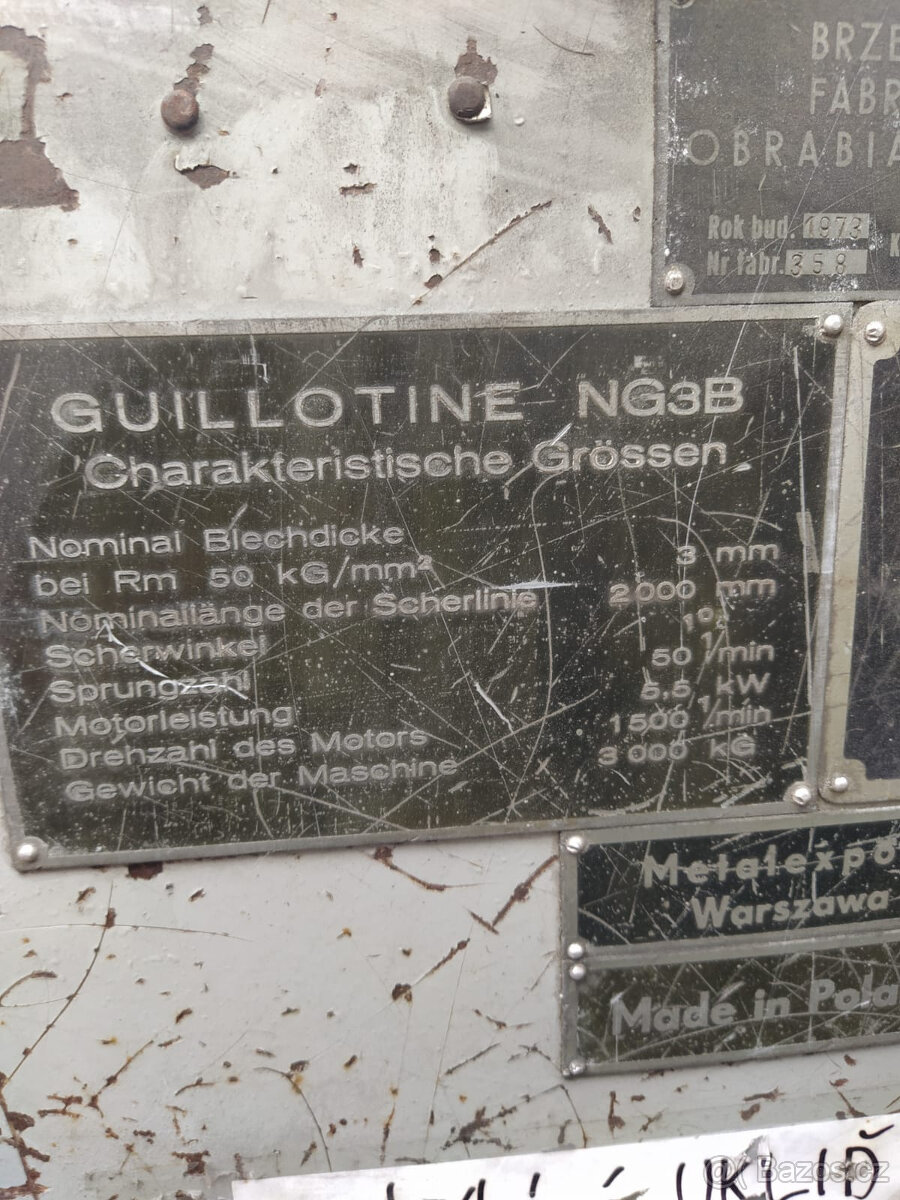 BRZE
FABR
OBRABIA
Rok bud. 1973
Nr fabr. 358
GUILLOTINE NG3B
Charakteristische Grössen
Nominal Blechdicke
bei Rm 50 kG/mm² 3 mm
Nominallänge der Scherlinie 2000 mm
Scherwinkel
Sprungzahl 50 1/min
Motorleistung 5,5 kW
Drehzahl des Motors 1500 1/min
Gewicht der Maschine 3000 kG
Metalexpo
Warszawa
Made in Pola
UKLIĎ
Bazos.cz